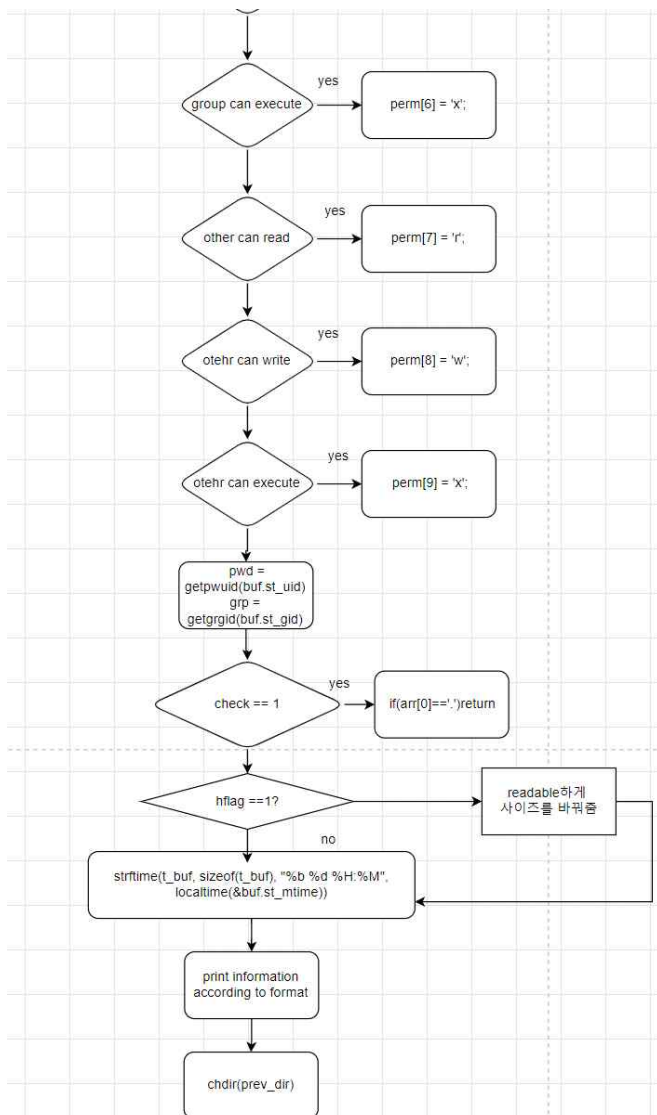 yes
group can execute
perm[6] = 'x';
yes
other can read
perm[7] = 'r';
yes
otehr can write
perm[8] = 'w';
yes
otehr can execute
perm[9] = 'x';
pwd =
getpwuid(buf.st_uid)
grp =
getgrgid(buf.st_gid)
yes
check == 1
if(arr[0]=='.')return
hflag ==1?
readable하게
사이즈를 바꿔줌
no
strftime(t_buf, sizeof(t_buf), "%b %d %H:%M",
localtime(&buf.st_mtime))
print information
according to format
chdir(prev_dir)